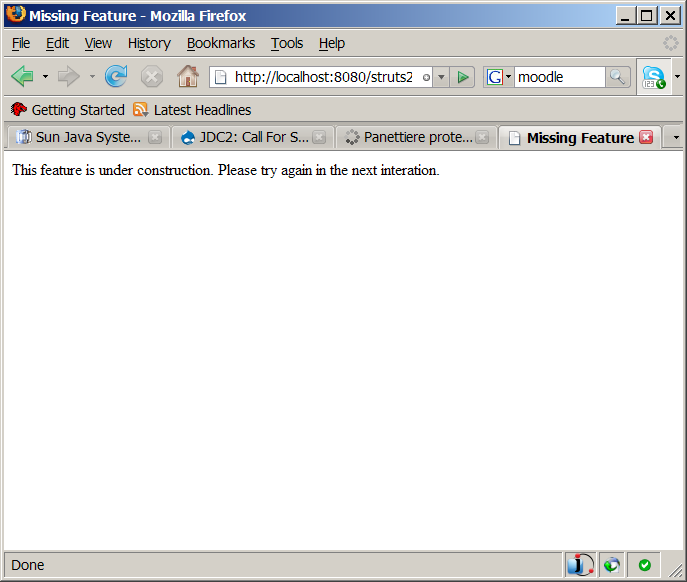 Missing Feature - Mozilla Firefox
File Edit View History Bookmarks Tools Help
http://localhost:8080/struts2 G moodle
Getting Started Latest Headlines
Sun Java Syste... JDC2: Call For S... Panettiere prote... Missing Feature
This feature is under construction. Please try again in the next interation.
Done